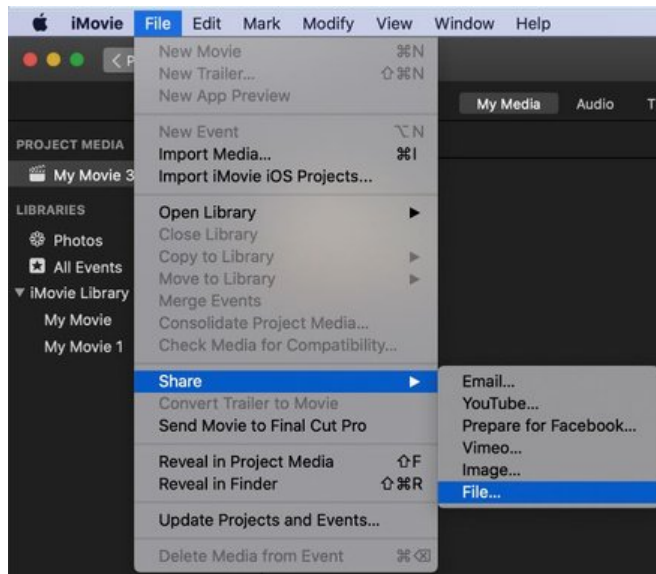 iMovie File Edit Mark Modify View Window Help
New Movie ⌘N
New Trailer... ⇧⌘N
New App Preview
My Media Audio
New Event ⌥N
PROJECT MEDIA
Import Media... ⌘I
My Movie 3
Import iMovie iOS Projects...
LIBRARIES
Open Library
Photos
Close Library
Copy to Library
All Events
Move to Library
iMovie Library
Merge Events
My Movie
Consolidate Project Media...
My Movie 1
Check Media for Compatibility...
Share
Email...
Convert Trailer to Movie
YouTube...
Send Movie to Final Cut Pro
Prepare for Facebook...
Vimeo...
Reveal in Project Media ⇧F
Image...
Reveal in Finder ⇧⌘R
File...
Update Projects and Events...
Delete Media from Event ⌘⌫